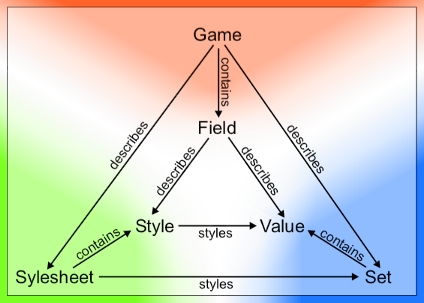 Game
contains
describes
describes
Field
describes
describes
Style
styles
Value
contains
contains
Sylesheet
styles
Set